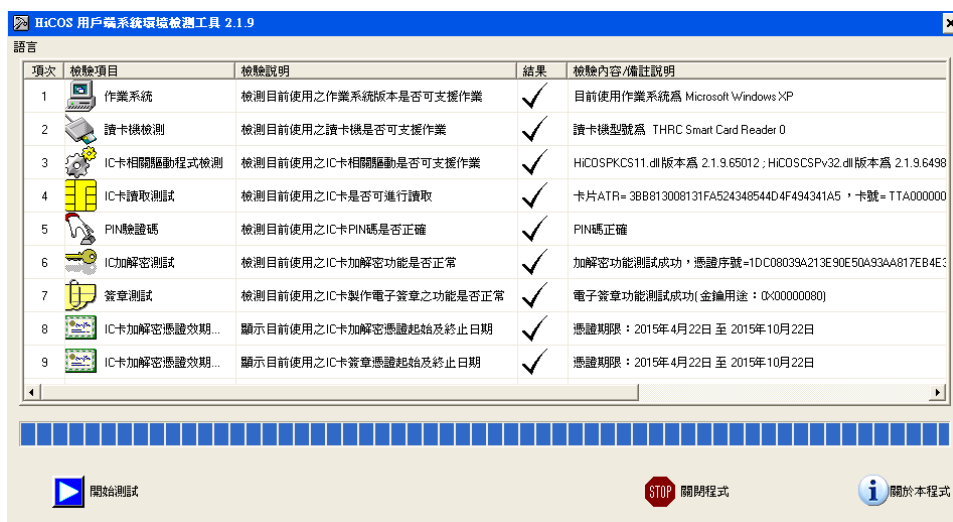 HiCOS 用戶端系統環境檢測工具 2.1.9
語言
項次 檢驗項目 檢驗說明 結果 檢驗內容/備註說明
1 作業系統 檢測目前使用之作業系統版本是否可支援作業 目前使用作業系統為 Microsoft Windows XP
2 讀卡機檢測 檢測目前使用之讀卡機是否可支援作業 讀卡機型號為 THRC Smart Card Reader 0
3 IC卡相關驅動程式檢測 檢測目前使用之IC卡相關驅動是否可支援作業 HiCOSPKCS11.dll版本為 2.1.9.65012 ; HiCOSCSPv32.dll版本為 2.1.9.6498
4 IC卡讀取測試 檢測目前使用之IC卡是否可進行讀取 卡片ATR= 3BB813008131FA524348544D4F494341A5 ，卡號= TTA000000
5 PIN驗證碼 檢測目前使用之IC卡PIN碼是否正確 PIN碼正確
6 IC加解密測試 檢測目前使用之IC卡加解密功能是否正常 加解密功能測試成功，憑證序號=1DC08039A213E90E50A93AA817EB4E3
7 簽章測試 檢測目前使用之IC卡製作電子簽章之功能是否正常 電子簽章功能測試成功(金鑰用途：0X00000080)
8 IC卡加解密憑證效期... 顯示目前使用之IC卡加解密憑證起始及終止日期 憑證期限：2015年4月22日 至 2015年10月22日
9 IC卡加解密憑證效期... 顯示目前使用之IC卡簽章憑證起始及終止日期 憑證期限：2015年4月22日 至 2015年10月22日
開始測試 STOP 關閉程式 關於本程式